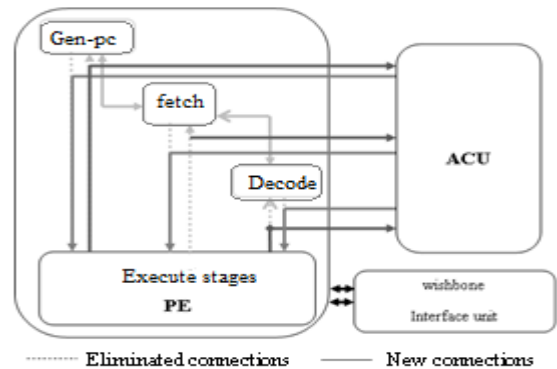 Gen-pc
fetch
ACU
Decode
Execute stages
PE
wishbone
Interface unit
Eliminated connections
New connections